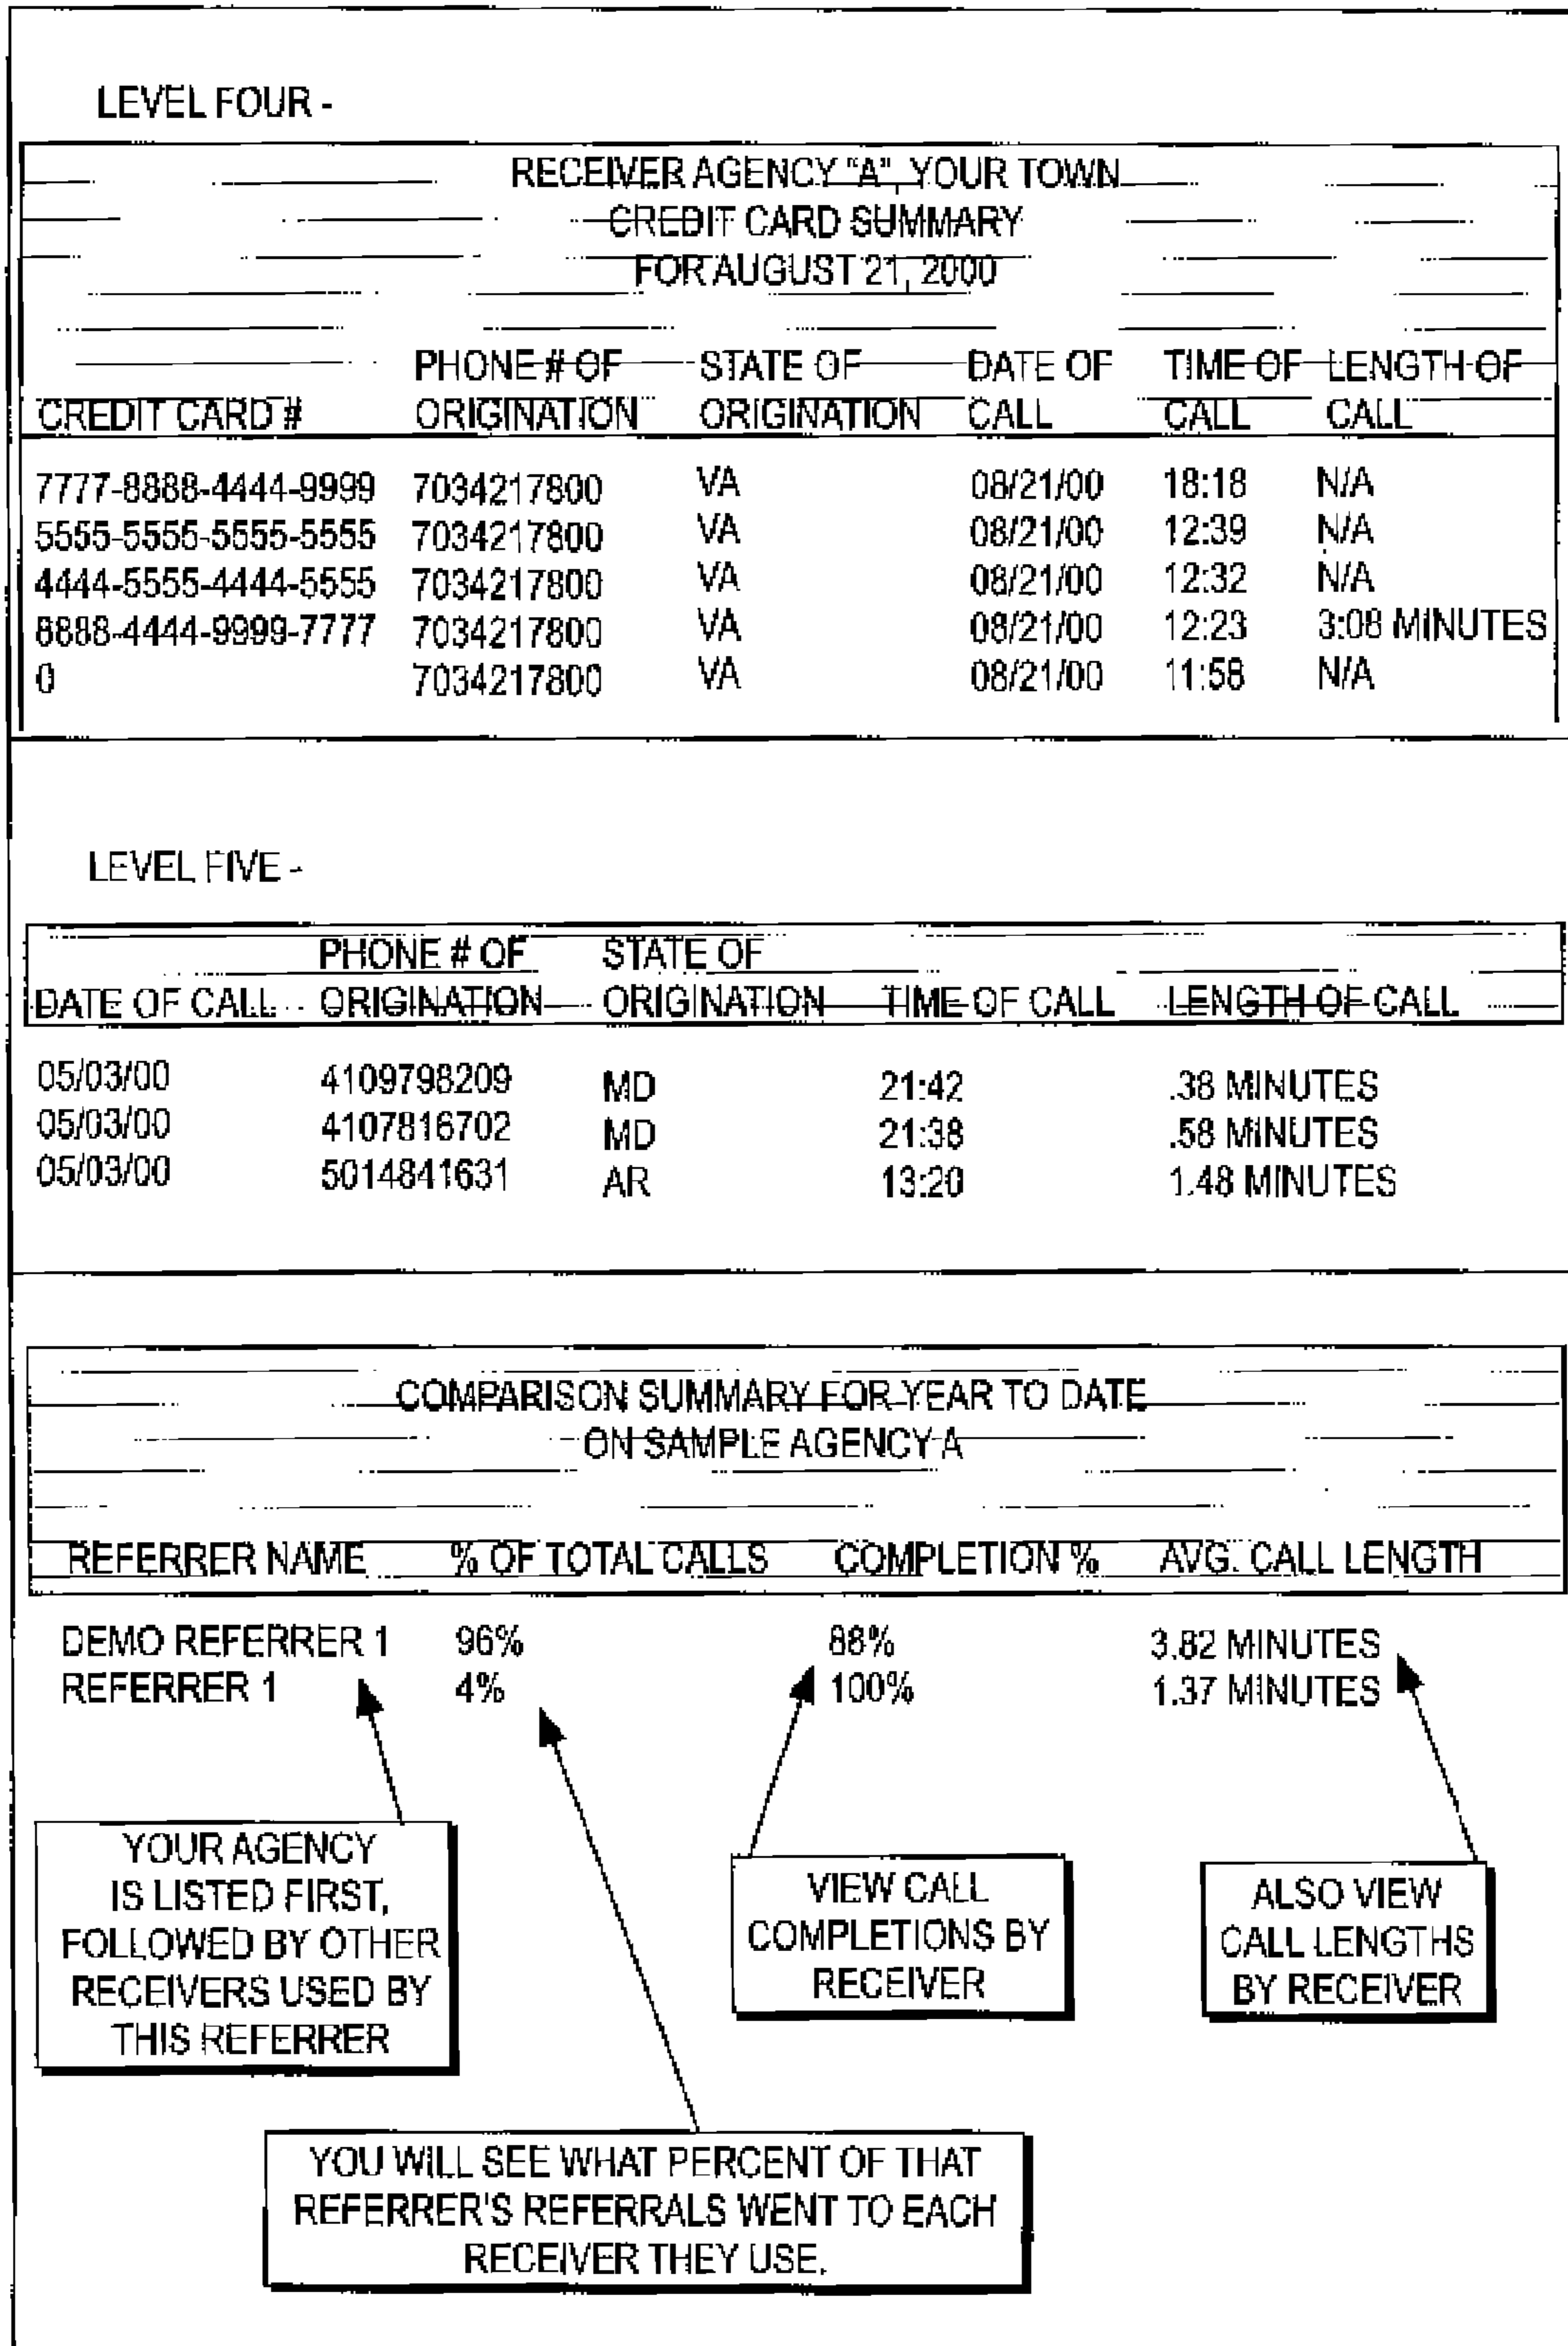 LEVEL FOUR -
RECEIVER AGENCY "A", YOUR TOWN
CREDIT CARD SUMMARY
FOR AUGUST 21, 2000
PHONE # OF STATE OF DATE OF TIME OF LENGTH OF
CREDIT CARD # ORIGINATION ORIGINATION CALL CALL CALL
7777-8888-4444-9999 7034217800 VA 08/21/00 18:18 N/A
5555-5555-5555-5555 7034217800 VA 08/21/00 12:39 N/A
4444-5555-4444-5555 7034217800 VA 08/21/00 12:32 N/A
8888-4444-9999-7777 7034217800 VA 08/21/00 12:23 3:08 MINUTES
0 7034217800 VA 08/21/00 11:58 N/A
LEVEL FIVE -
PHONE # OF STATE OF
DATE OF CALL ORIGINATION ORIGINATION TIME OF CALL LENGTH OF CALL
05/03/00 4109798209 MD 21:42 .38 MINUTES
05/03/00 4107816702 MD 21:38 .58 MINUTES
05/03/00 5014841631 AR 13:20 1.48 MINUTES
COMPARISON SUMMARY FOR YEAR TO DATE
ON SAMPLE AGENCY A
REFERRER NAME % OF TOTAL CALLS COMPLETION % AVG. CALL LENGTH
DEMO REFERRER 1 96% 88% 3.82 MINUTES
REFERRER 1 4% 100% 1.37 MINUTES
YOUR AGENCY
IS LISTED FIRST,
FOLLOWED BY OTHER
RECEIVERS USED BY
THIS REFERRER
VIEW CALL
COMPLETIONS BY
RECEIVER
ALSO VIEW
CALL LENGTHS
BY RECEIVER
YOU WILL SEE WHAT PERCENT OF THAT
REFERRER'S REFERRALS WENT TO EACH
RECEIVER THEY USE.